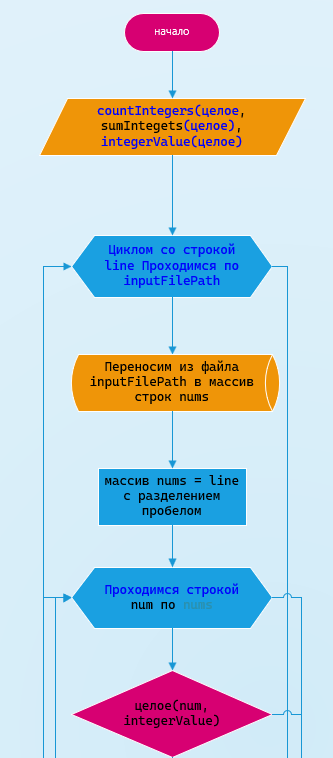 начало
countIntegers(целое,
sumIntegets(целое),
integerValue(целое)
Циклом со строкой
line Проходимся по
inputFilePath
Переносим из файла
inputFilePath в массив
строк nums
массив nums = line
с разделением
пробелом
Проходимся строкой
num по nums
целое(num,
integerValue)